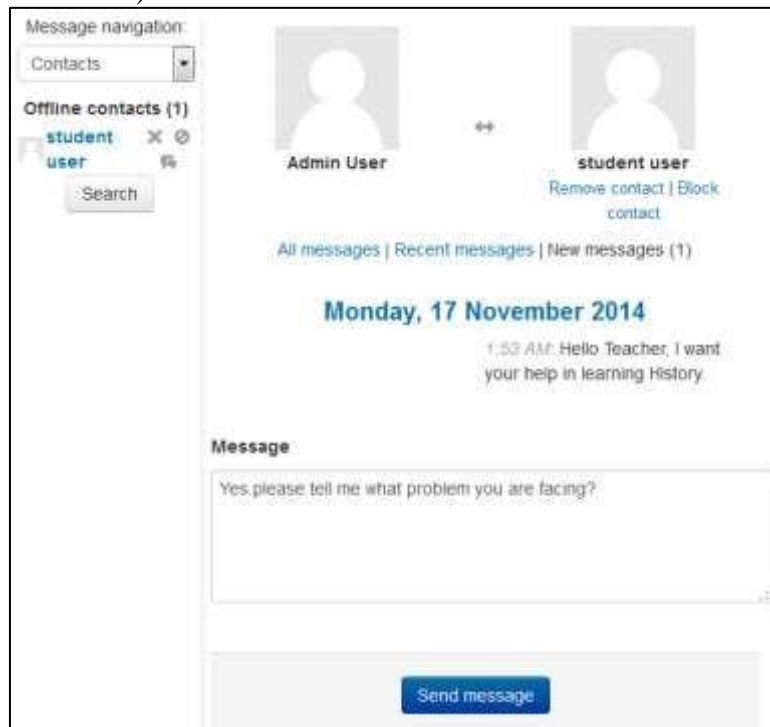 Message navigation:
Contacts
Offline contacts (1)
student
user
Search
Admin User
student user
Remove contact | Block
contact
All messages | Recent messages | New messages (1)
Monday, 17 November 2014
1:53 AM: Hello Teacher, I want
your help in learning History.
Message
Yes please tell me what problem you are facing?
Send message